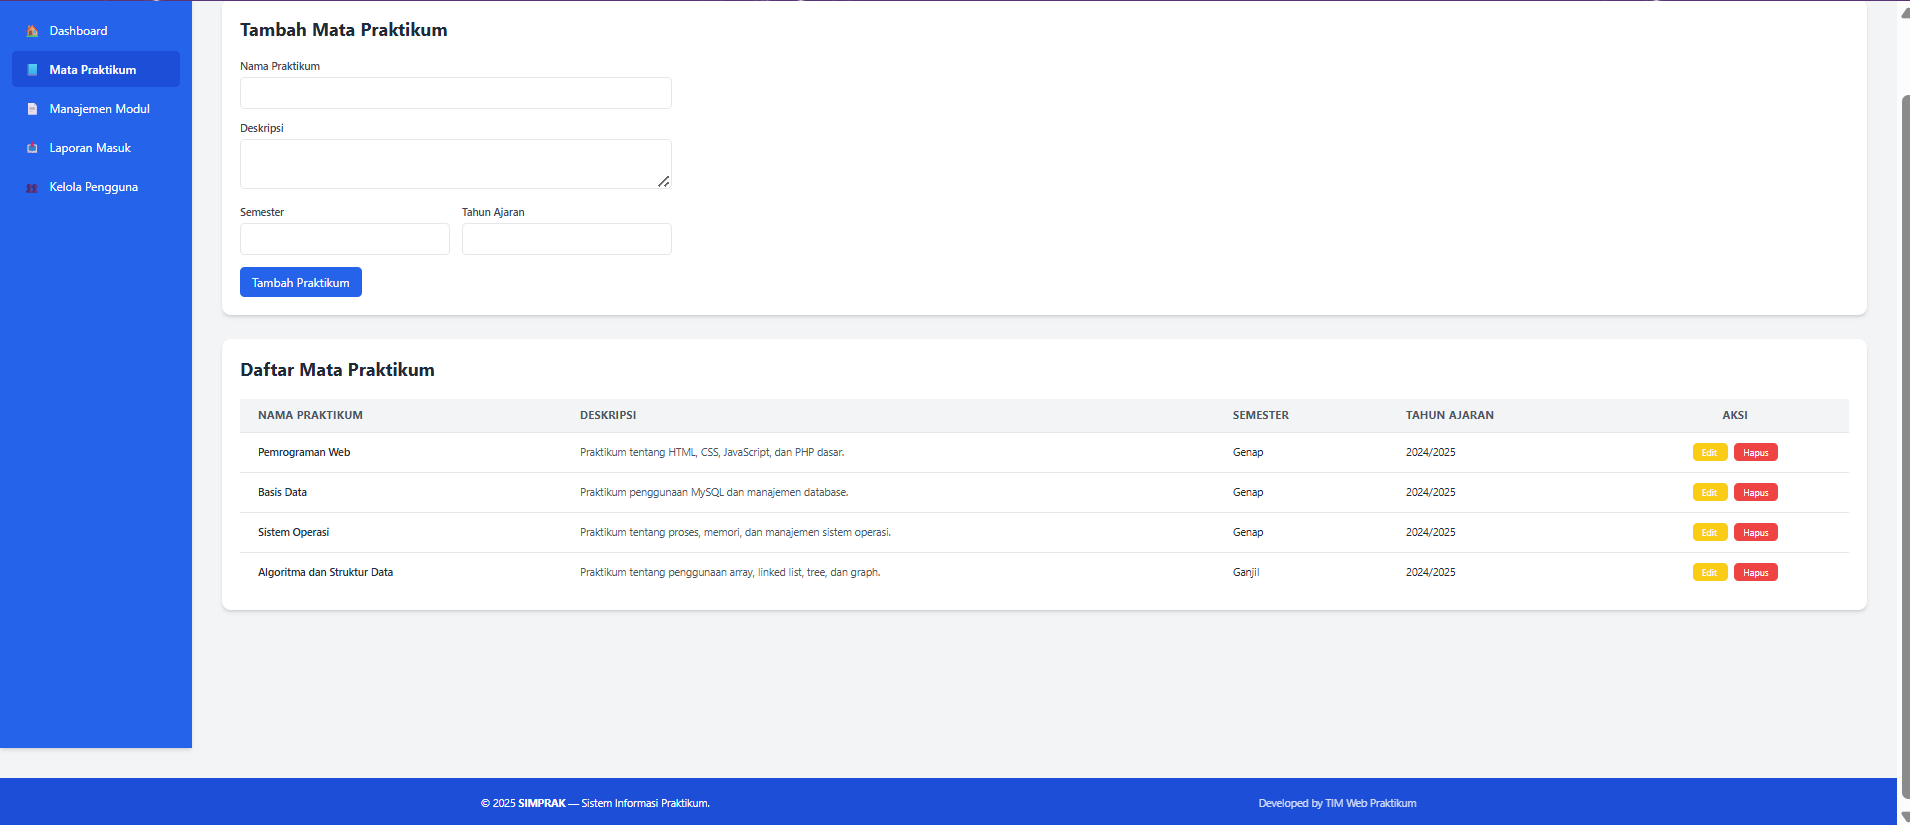 Dashboard
Mata Praktikum
Manajemen Modul
Laporan Masuk
Kelola Pengguna
Tambah Mata Praktikum
Nama Praktikum
Deskripsi
Semester Tahun Ajaran
Tambah Praktikum
Daftar Mata Praktikum
NAMA PRAKTIKUM DESKRIPSI SEMESTER TAHUN AJARAN AKSI
Pemrograman Web Praktikum tentang HTML, CSS, JavaScript, dan PHP dasar. Genap 2024/2025 Edit Hapus
Basis Data Praktikum penggunaan MySQL dan manajemen database. Genap 2024/2025 Edit Hapus
Sistem Operasi Praktikum tentang proses, memori, dan manajemen sistem operasi. Genap 2024/2025 Edit Hapus
Algoritma dan Struktur Data Praktikum tentang penggunaan array, linked list, tree, dan graph. Ganjil 2024/2025 Edit Hapus
© 2025 SIMPRAK — Sistem Informasi Praktikum. Developed by TIM Web Praktikum